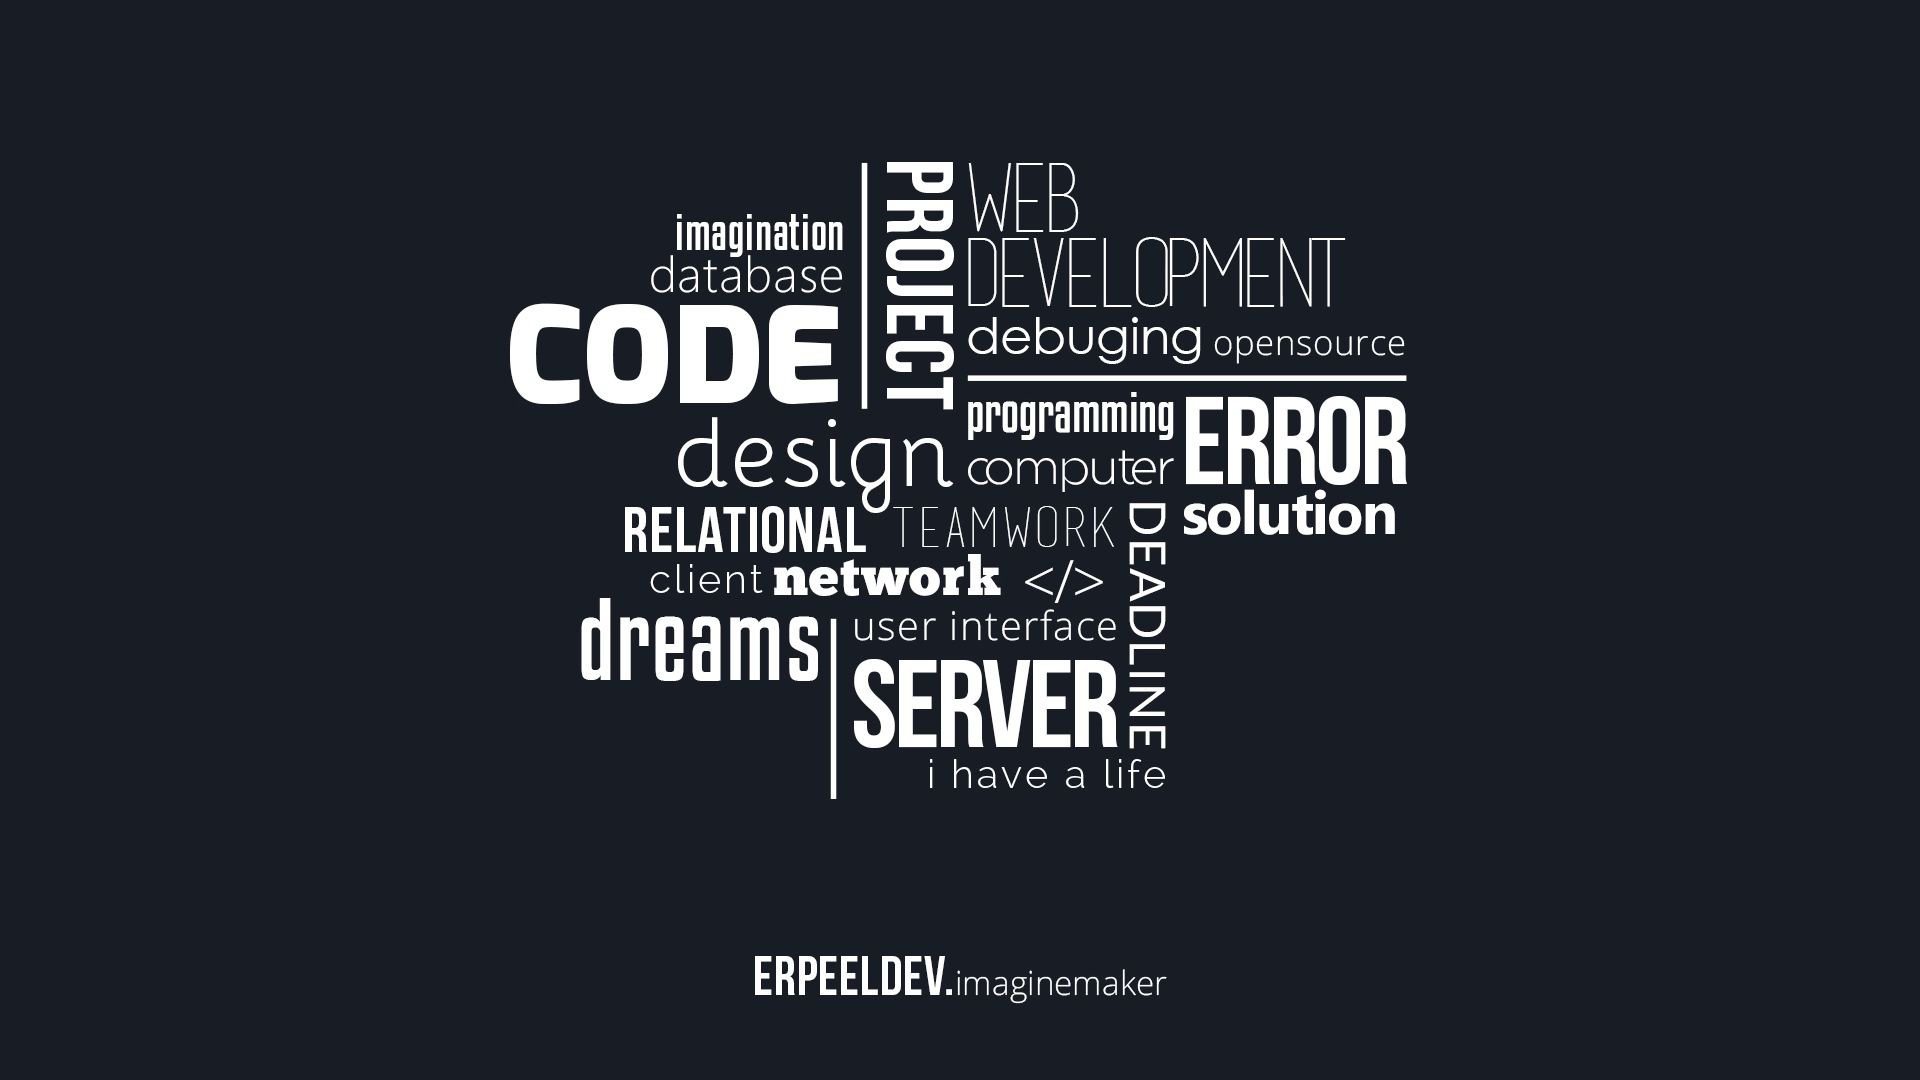 imagination
database
CODE
PROJECT
WEB
DEVELOPMENT
debuging opensource
programming ERROR
design computer
solution
RELATIONAL TEAMWORK
DEADLINE
client network </>
dreams user interface
SERVER
i have a life
ERPEELDEV.imaginemaker